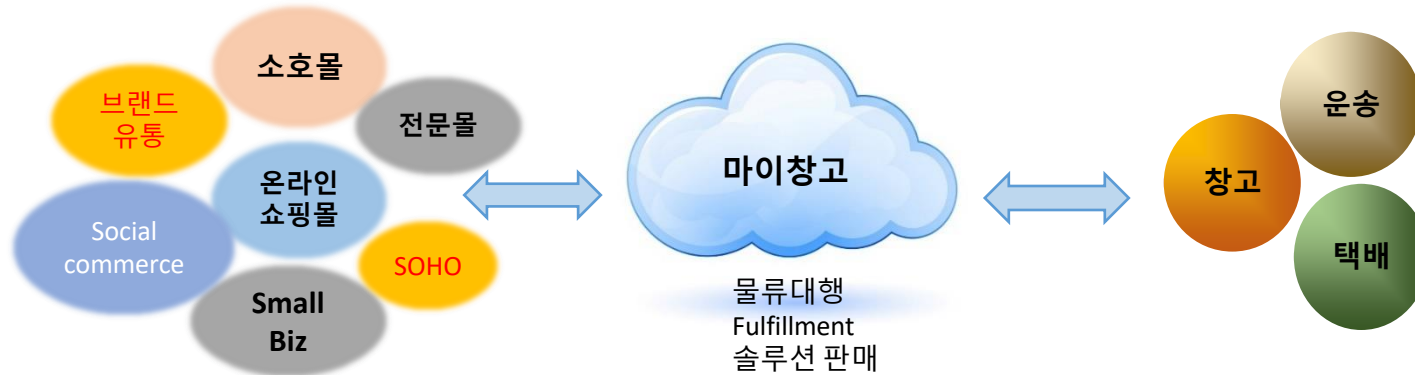 소호몰
브랜드
유통
전문몰
온라인
쇼핑몰
Social
commerce
SOHO
Small
Biz
마이창고
물류대행
Fulfillment
솔루션 판매
운송
창고
택배